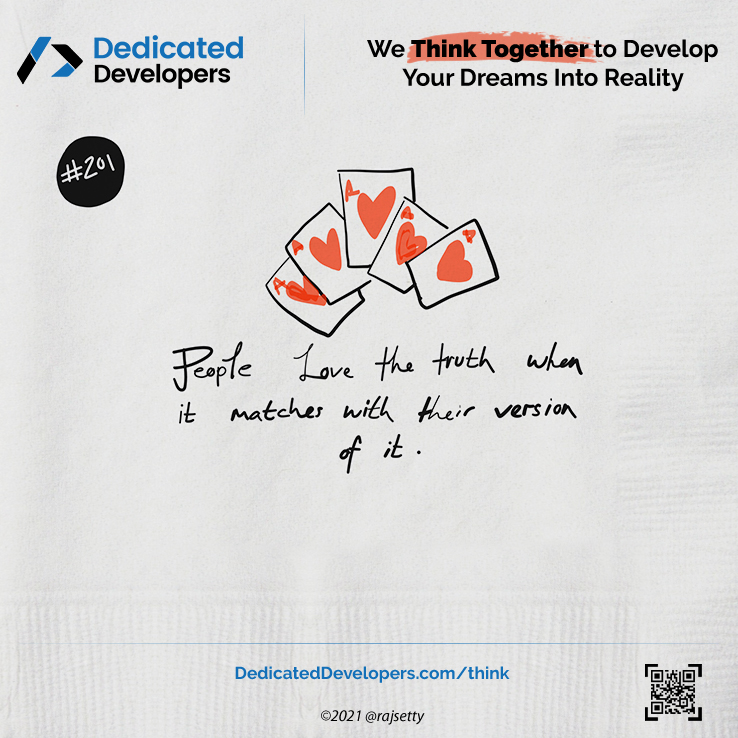 Dedicated
Developers
We Think Together to Develop
Your Dreams Into Reality
#201
A
A
A
A
A
People Love the truth when
it matches with their version
of it.
DedicatedDevelopers.com/think
©2021 @rajsetty